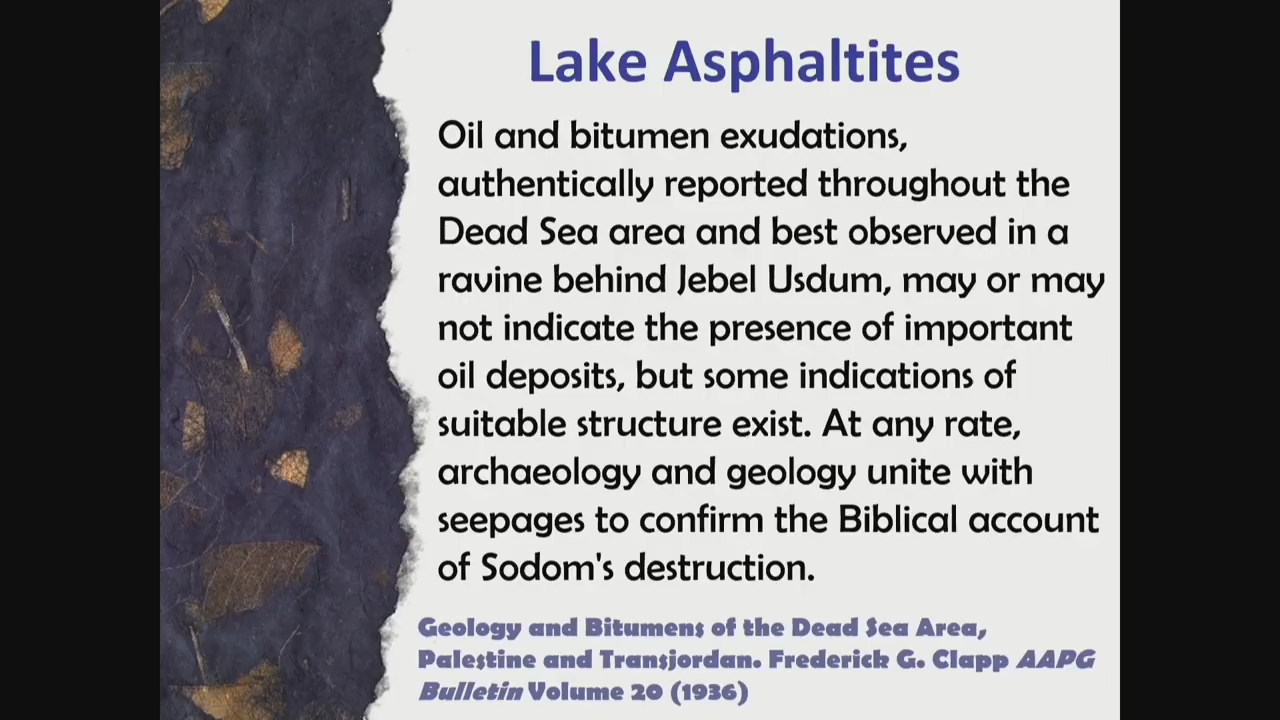 Lake Asphaltites
Oil and bitumen exudations,
authentically reported throughout the
Dead Sea area and best observed in a
ravine behind Jebel Usdum, may or may
not indicate the presence of important
oil deposits, but some indications of
suitable structure exist. At any rate,
archaeology and geology unite with
seepages to confirm the Biblical account
of Sodom's destruction.
Geology and Bitumens of the Dead Sea Area,
Palestine and Transjordan. Frederick G. Clapp AAPG
Bulletin Volume 20 (1936)